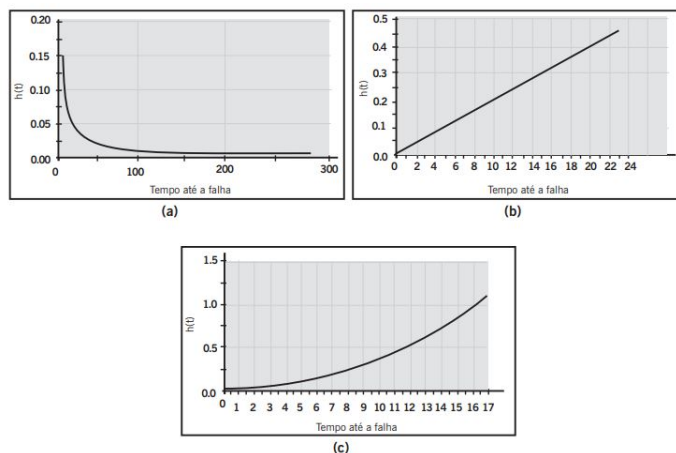 0.20
0.15
0.10
0.05
0.00
h(t)
0 100 200 300
Tempo até a falha
(a)
0.5
0.4
0.3
0.2
0.1
0.0
h(t)
0 2 4 6 8 10 12 14 16 18 20 22 24
Tempo até a falha
(b)
1.5
1.0
0.5
0.0
h(t)
0 1 2 3 4 5 6 7 8 9 10 11 12 13 14 15 16 17
Tempo até a falha
(c)